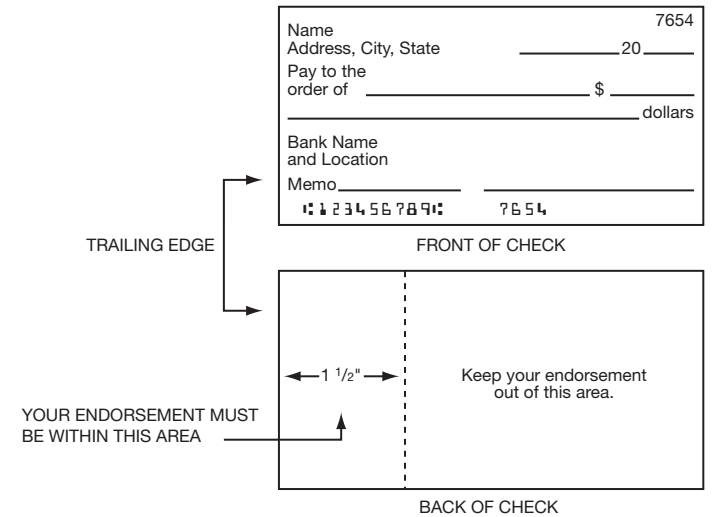 7654
Name
Address, City, State 20
Pay to the
order of $
dollars
Bank Name
and Location
Memo
⑆123456789⑆ 7654
TRAILING EDGE
FRONT OF CHECK
1 1/2"
Keep your endorsement
out of this area.
YOUR ENDORSEMENT MUST
BE WITHIN THIS AREA
BACK OF CHECK